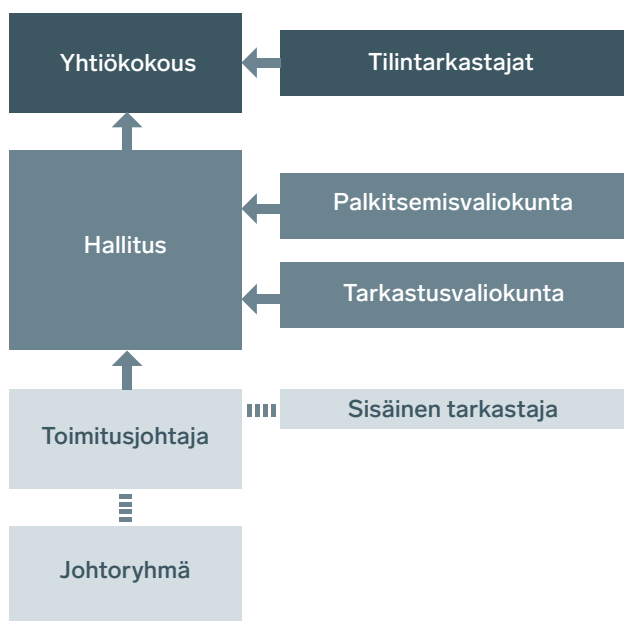 Yhtiökokous
Tilintarkastajat
Hallitus
Palkitsemisvaliokunta
Tarkastusvaliokunta
Toimitusjohtaja
Sisäinen tarkastaja
Johtoryhmä